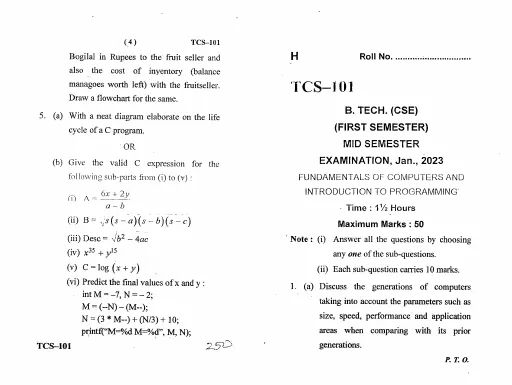 ( 4 ) TCS–101
Bogilal in Rupees to the fruit seller and
also the cost of inyentory (balance
managoes worth left) with the fruitseller.
Draw a flowchart for the same.
5. (a) With a neat diagram elaborate on the life
cycle of a C program.
OR
(b) Give the valid C expression for the
following sub-parts from (i) to (v) :
(i) A = (6x + 2y)/(a – b)
(ii) B = √s(s – a)(s – b)(s – c)
(iii) Desc = √b² – 4ac
(iv) x³⁵ + y¹⁵
(v) C = log (x + y)
(vi) Predict the final values of x and y :
int M = –7, N = – 2;
M = (–N) – (M--);
N = (3 * M--) + (N/3) + 10;
printf("M=%d M=%d", M, N);
TCS–101
250
H Roll No. ..............................
TCS–101
B. TECH. (CSE)
(FIRST SEMESTER)
MID SEMESTER
EXAMINATION, Jan., 2023
FUNDAMENTALS OF COMPUTERS AND
INTRODUCTION TO PROGRAMMING
Time : 1½ Hours
Maximum Marks : 50
Note : (i) Answer all the questions by choosing
any one of the sub-questions.
(ii) Each sub-question carries 10 marks.
1. (a) Discuss the generations of computers
taking into account the parameters such as
size, speed, performance and application
areas when comparing with its prior
generations.
P. T. O.